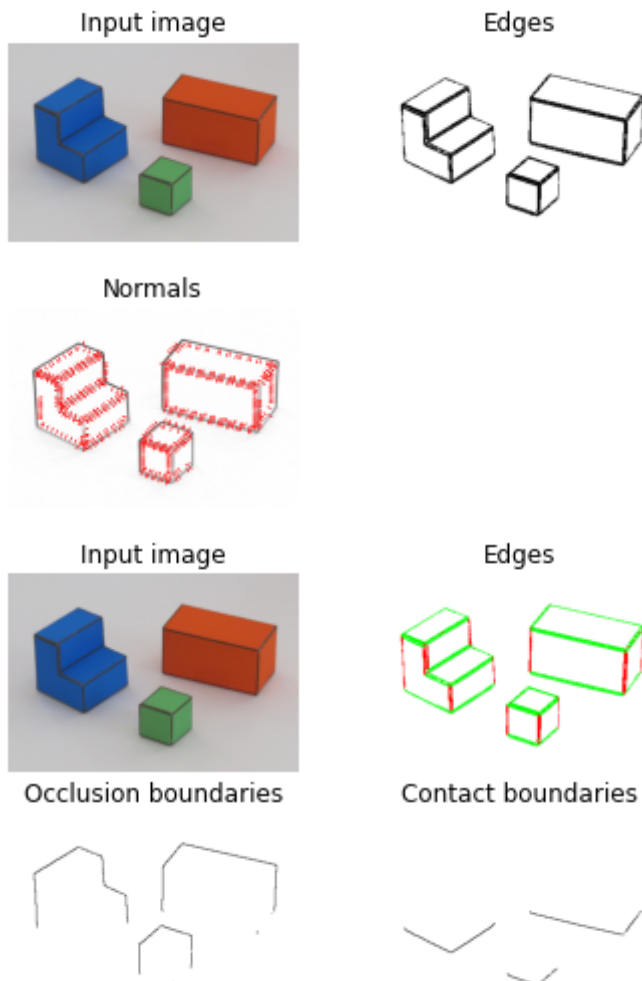 Input image
Edges
Normals
Input image
Edges
Occlusion boundaries
Contact boundaries